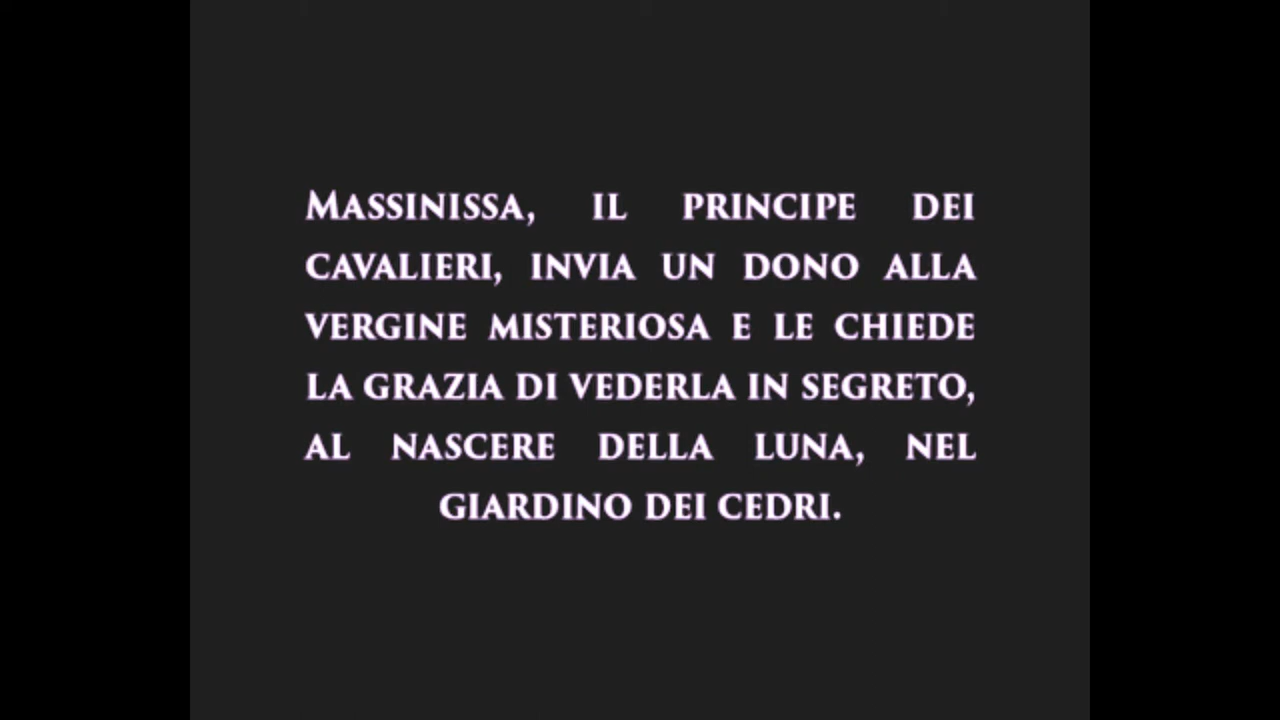 Massinissa, il principe dei
cavalieri, invia un dono alla
vergine misteriosa e le chiede
la grazia di vederla in segreto,
al nascere della luna, nel
giardino dei cedri.